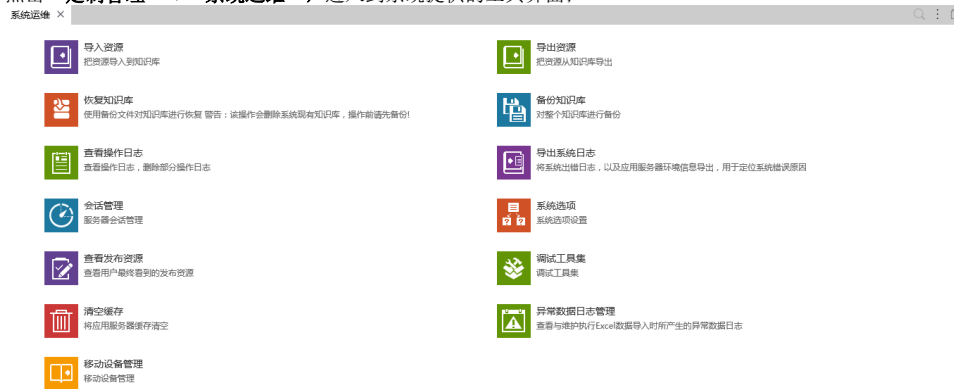 系统运维 ×
导入资源
把资源导入到知识库
导出资源
把资源从知识库导出
恢复知识库
使用备份文件对知识库进行恢复 警告：该操作会删除系统现有知识库，操作前请先备份!
备份知识库
对整个知识库进行备份
查看操作日志
查看操作日志，删除部分操作日志
导出系统日志
将系统出错日志，以及应用服务器环境信息导出，用于定位系统错误原因
会话管理
服务器会话管理
系统选项
系统选项设置
查看发布资源
查看用户最终看到的发布资源
调试工具集
调试工具集
清空缓存
将应用服务器缓存清空
异常数据日志管理
查看与维护执行Excel数据导入时所产生的异常数据日志
移动设备管理
移动设备管理